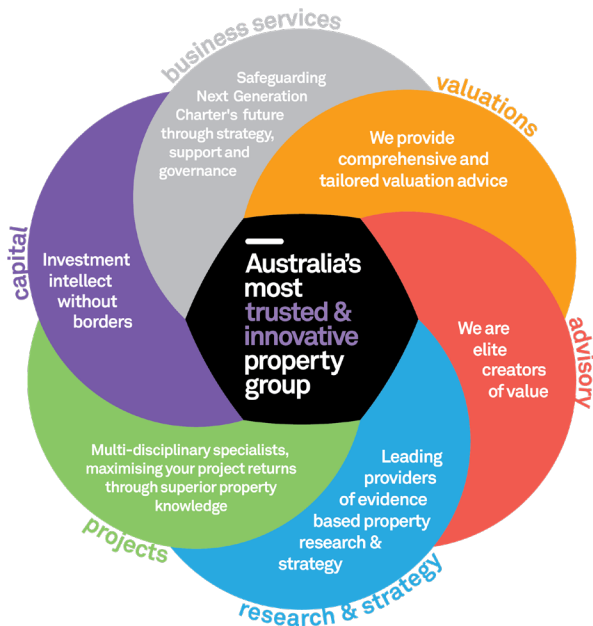 business services
Safeguarding
Next Generation
Charter's future
through strategy,
support and
governance
valuations
We provide
comprehensive and
tailored valuation advice
advisory
We are
elite
creators
of value
research & strategy
Leading
providers
of evidence
based property
research &
strategy
projects
Multi-disciplinary specialists,
maximising your project returns
through superior property
knowledge
capital
Investment
intellect
without
borders
Australia's
most
trusted &
innovative
property
group